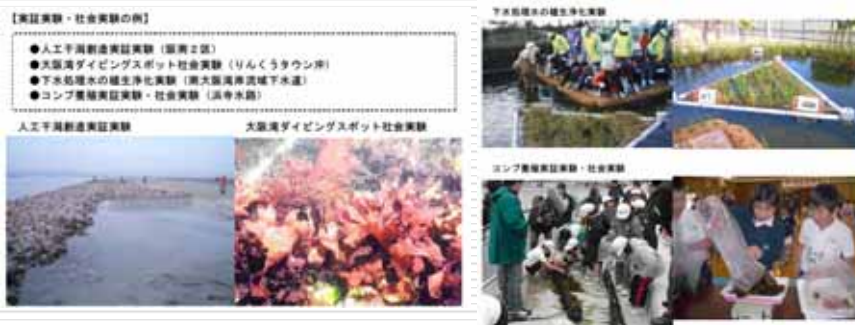 【実証実験・社会実験の例】
●人工干潟創造実証実験（阪南２区）
●大阪湾ダイビングスポット社会実験（りんくうタウン沖）
●下水処理水の植生浄化実験（南大阪湾岸流域下水道）
●コンブ養殖実証実験・社会実験（浜寺水路）
人工干潟創造実証実験
大阪湾ダイビングスポット社会実験
下水処理水の植生浄化実験
コンブ養殖実証実験・社会実験